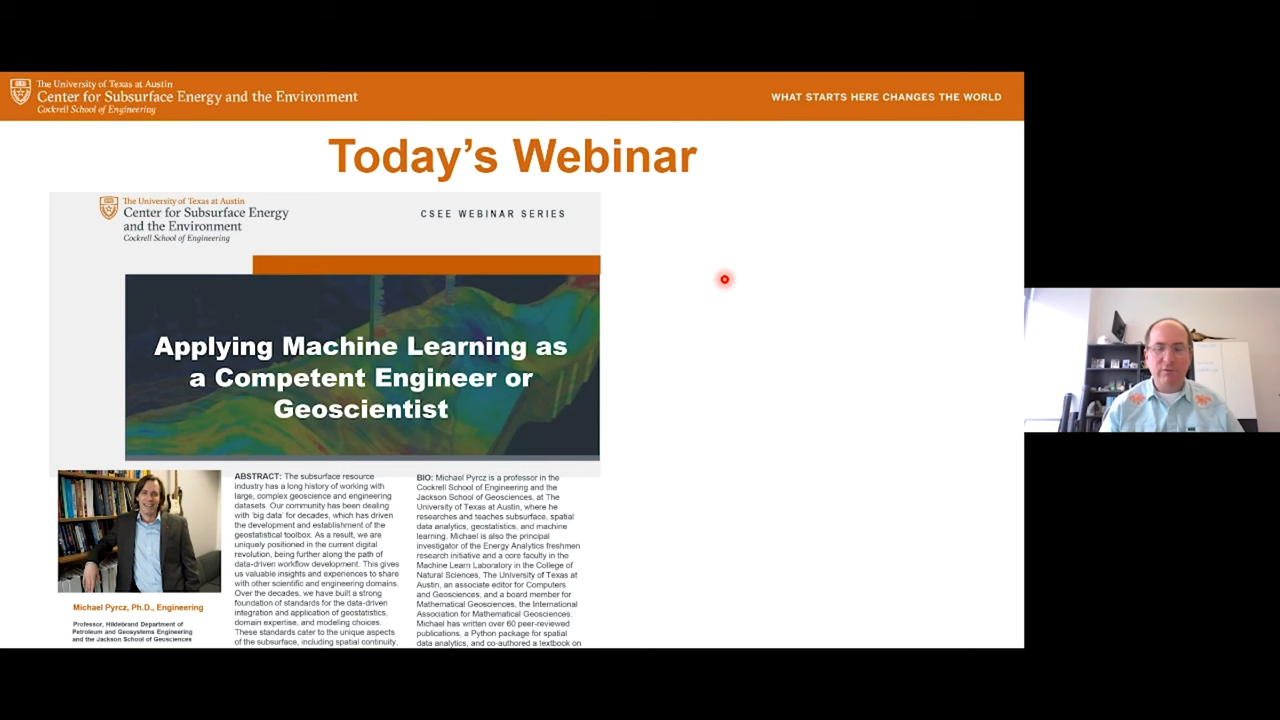 The University of Texas at Austin
Center for Subsurface Energy and the Environment
Cockrell School of Engineering
WHAT STARTS HERE CHANGES THE WORLD
Today's Webinar
The University of Texas at Austin
Center for Subsurface Energy
and the Environment
Cockrell School of Engineering
CSEE WEBINAR SERIES
Applying Machine Learning as
a Competent Engineer or
Geoscientist
Michael Pyrcz, Ph.D., Engineering
Professor, Hildebrand Department of
Petroleum and Geosystems Engineering
and the Jackson School of Geosciences
ABSTRACT: The subsurface resource
industry has a long history of working with
large, complex geoscience and engineering
datasets. Our community has been dealing
with 'big data' for decades, which has driven
the development and establishment of the
geostatistical toolbox. As a result, we are
uniquely positioned in the current digital
revolution, being further along the path of
data-driven workflow development. This gives
us valuable insights and experiences to share
with other scientific and engineering domains.
Over the decades, we have built a strong
foundation of standards for the data-driven
integration and application of geostatistics,
domain expertise, and modeling choices.
These standards cater to the unique aspects
of the subsurface, including spatial continuity,
BIO: Michael Pyrcz is a professor in the
Cockrell School of Engineering and the
Jackson School of Geosciences, at The
University of Texas at Austin, where he
researches and teaches subsurface, spatial
data analytics, geostatistics, and machine
learning. Michael is also the principal
investigator of the Energy Analytics freshmen
research initiative and a core faculty in the
Machine Learn Laboratory in the College of
Natural Sciences, The University of Texas at
Austin, an associate editor for Computers
and Geosciences, and a board member for
Mathematical Geosciences, the International
Association for Mathematical Geosciences.
Michael has written over 60 peer-reviewed
publications, a Python package for spatial
data analytics, and co-authored a textbook on